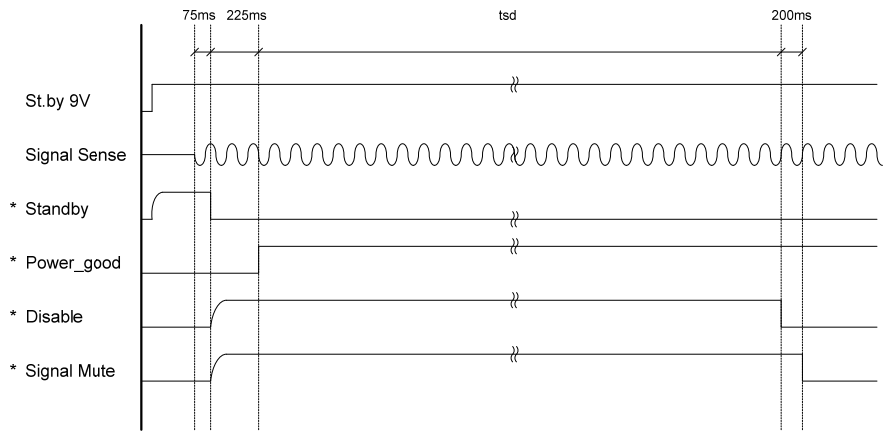 75ms 225ms tsd 200ms
St.by 9V
Signal Sense
* Standby
* Power_good
* Disable
* Signal Mute